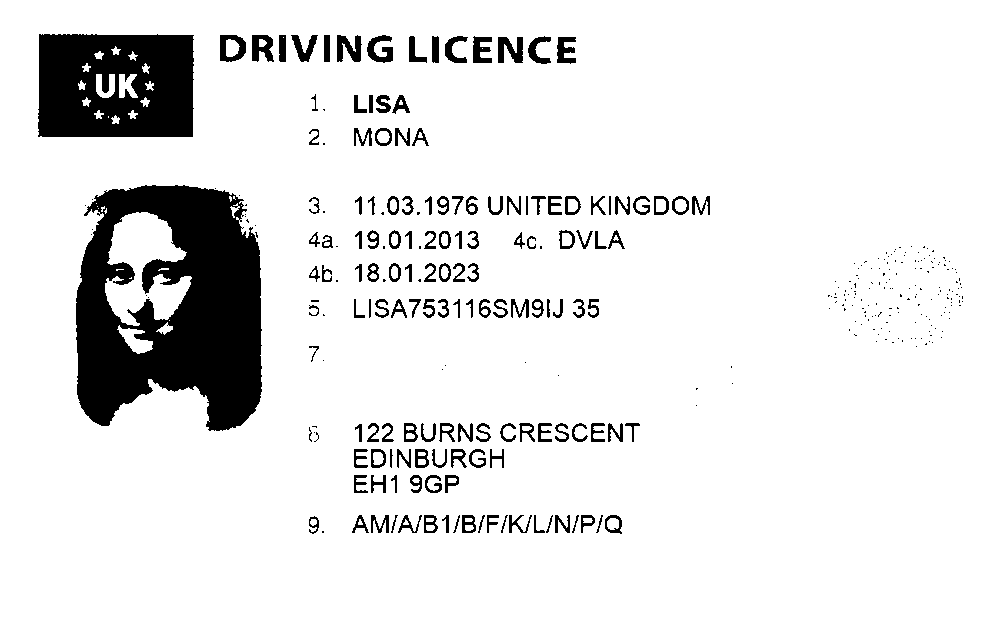 UK
DRIVING LICENCE
1. LISA
2. MONA
3. 11.03.1976 UNITED KINGDOM
4a. 19.01.2013 4c. DVLA
4b. 18.01.2023
5. LISA753116SM9IJ 35
7.
8 122 BURNS CRESCENT
EDINBURGH
EH1 9GP
9. AM/A/B1/B/F/K/L/N/P/Q